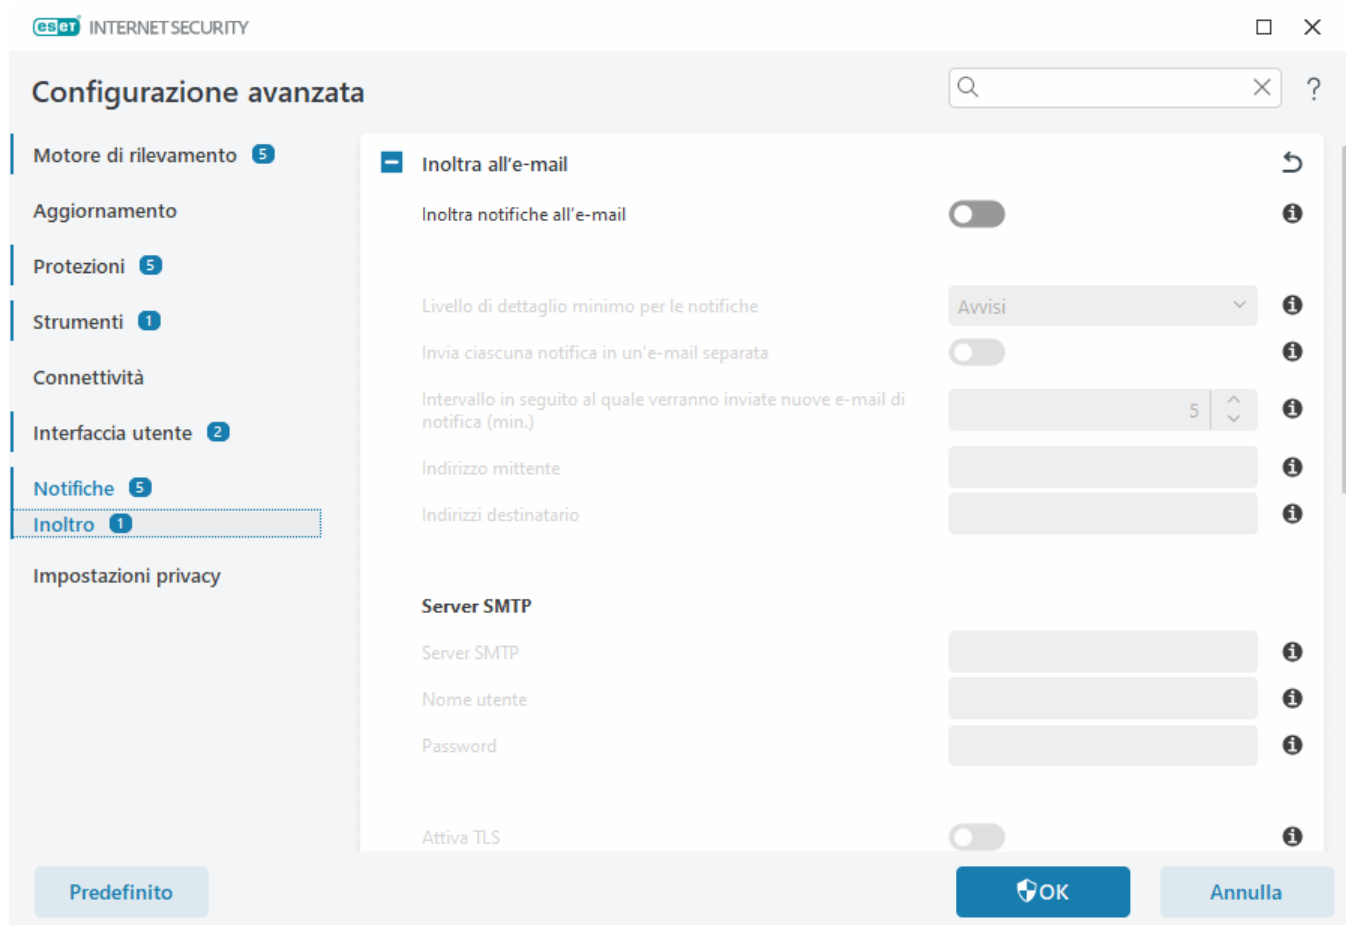 eset INTERNET SECURITY
Configurazione avanzata
?
Motore di rilevamento 5
Aggiornamento
Protezioni 5
Strumenti 1
Connettività
Interfaccia utente 2
Notifiche 5
Inoltro 1
Impostazioni privacy
Inoltra all'e-mail
Inoltra notifiche all'e-mail
Livello di dettaglio minimo per le notifiche
Avvisi
Invia ciascuna notifica in un'e-mail separata
Intervallo in seguito al quale verranno inviate nuove e-mail di
notifica (min.)
5
Indirizzo mittente
Indirizzi destinatario
Server SMTP
Server SMTP
Nome utente
Password
Attiva TLS
Predefinito
OK
Annulla